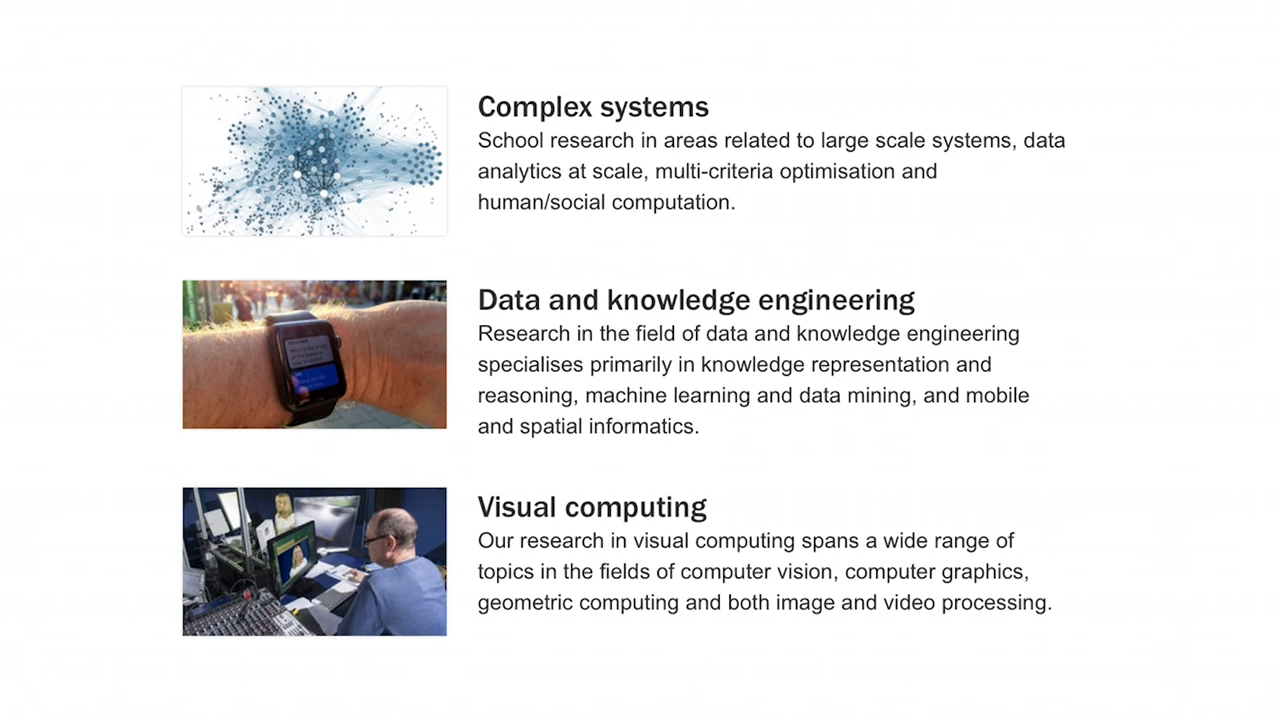 Complex systems
School research in areas related to large scale systems, data
analytics at scale, multi-criteria optimisation and
human/social computation.
Data and knowledge engineering
Research in the field of data and knowledge engineering
specialises primarily in knowledge representation and
reasoning, machine learning and data mining, and mobile
and spatial informatics.
Visual computing
Our research in visual computing spans a wide range of
topics in the fields of computer vision, computer graphics,
geometric computing and both image and video processing.